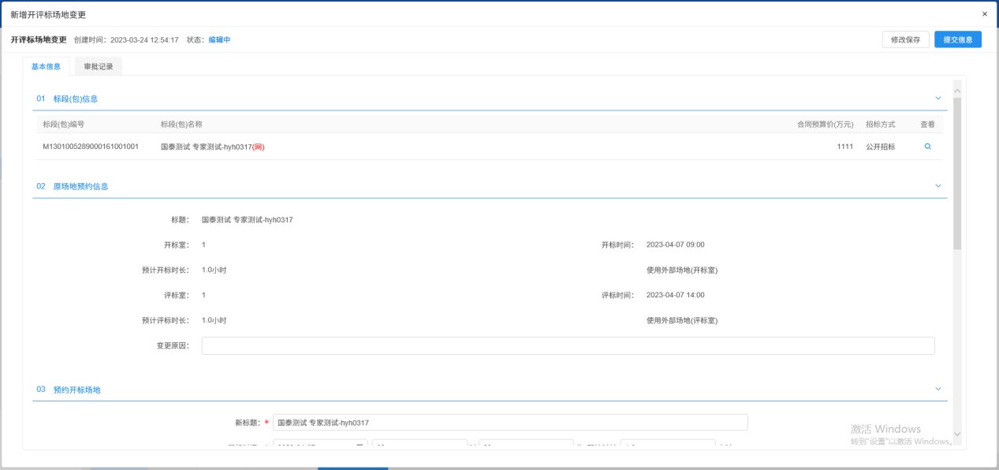 新增开评标场地变更 ×
开评标场地变更 创建时间：2023-03-24 12:54:17 状态：编辑中 修改保存 提交信息
基本信息 审批记录
01 标段(包)信息
标段(包)编号 标段(包)名称 合同预算价(万元) 招标方式 查看
M1301005289000161001001 国泰测试 专家测试-hyh0317(网) 1111 公开招标
02 原场地预约信息
标题： 国泰测试 专家测试-hyh0317
开标室： 1 开标时间： 2023-04-07 09:00
预计开标时长： 1.0小时 使用外部场地(开标室)
评标室： 1 评标时间： 2023-04-07 14:00
预计评标时长： 1.0小时 使用外部场地(评标室)
变更原因：
03 预约开标场地
新标题：* 国泰测试 专家测试-hyh0317
激活 Windows
转到"设置"以激活 Windows。